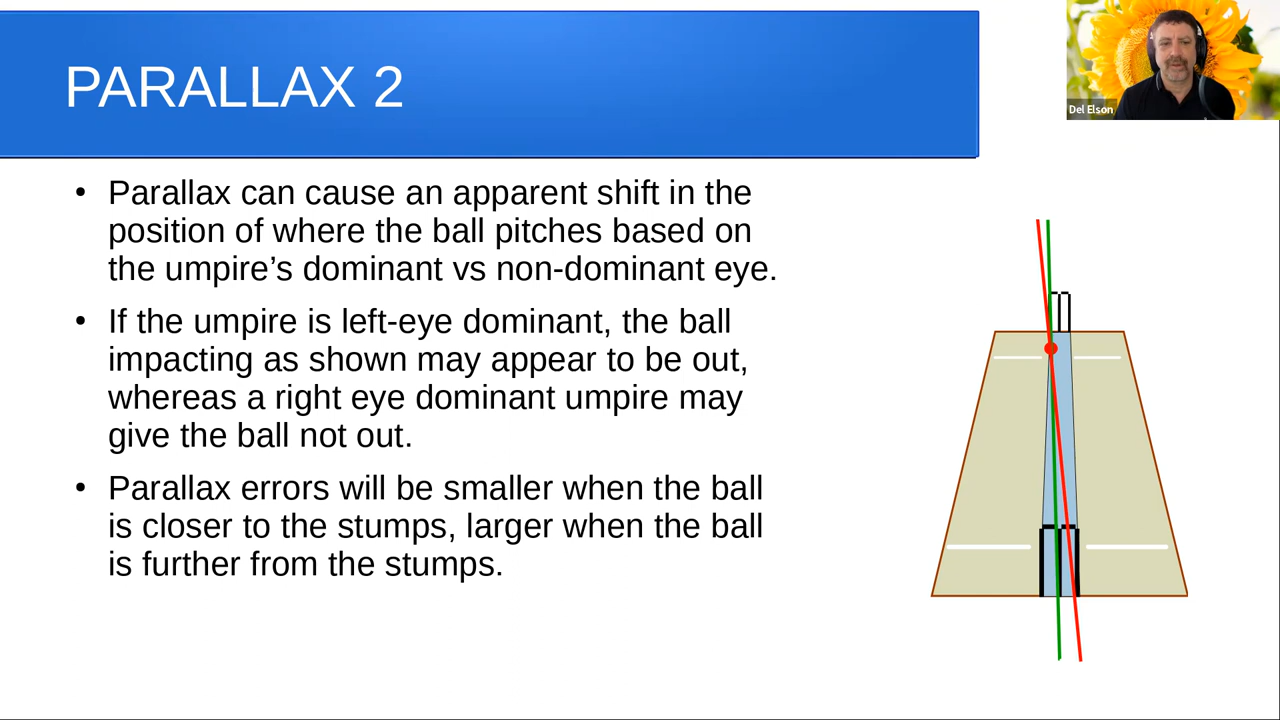 PARALLAX 2
Del Elson
• Parallax can cause an apparent shift in the
position of where the ball pitches based on
the umpire’s dominant vs non-dominant eye.
• If the umpire is left-eye dominant, the ball
impacting as shown may appear to be out,
whereas a right eye dominant umpire may
give the ball not out.
• Parallax errors will be smaller when the ball
is closer to the stumps, larger when the ball
is further from the stumps.